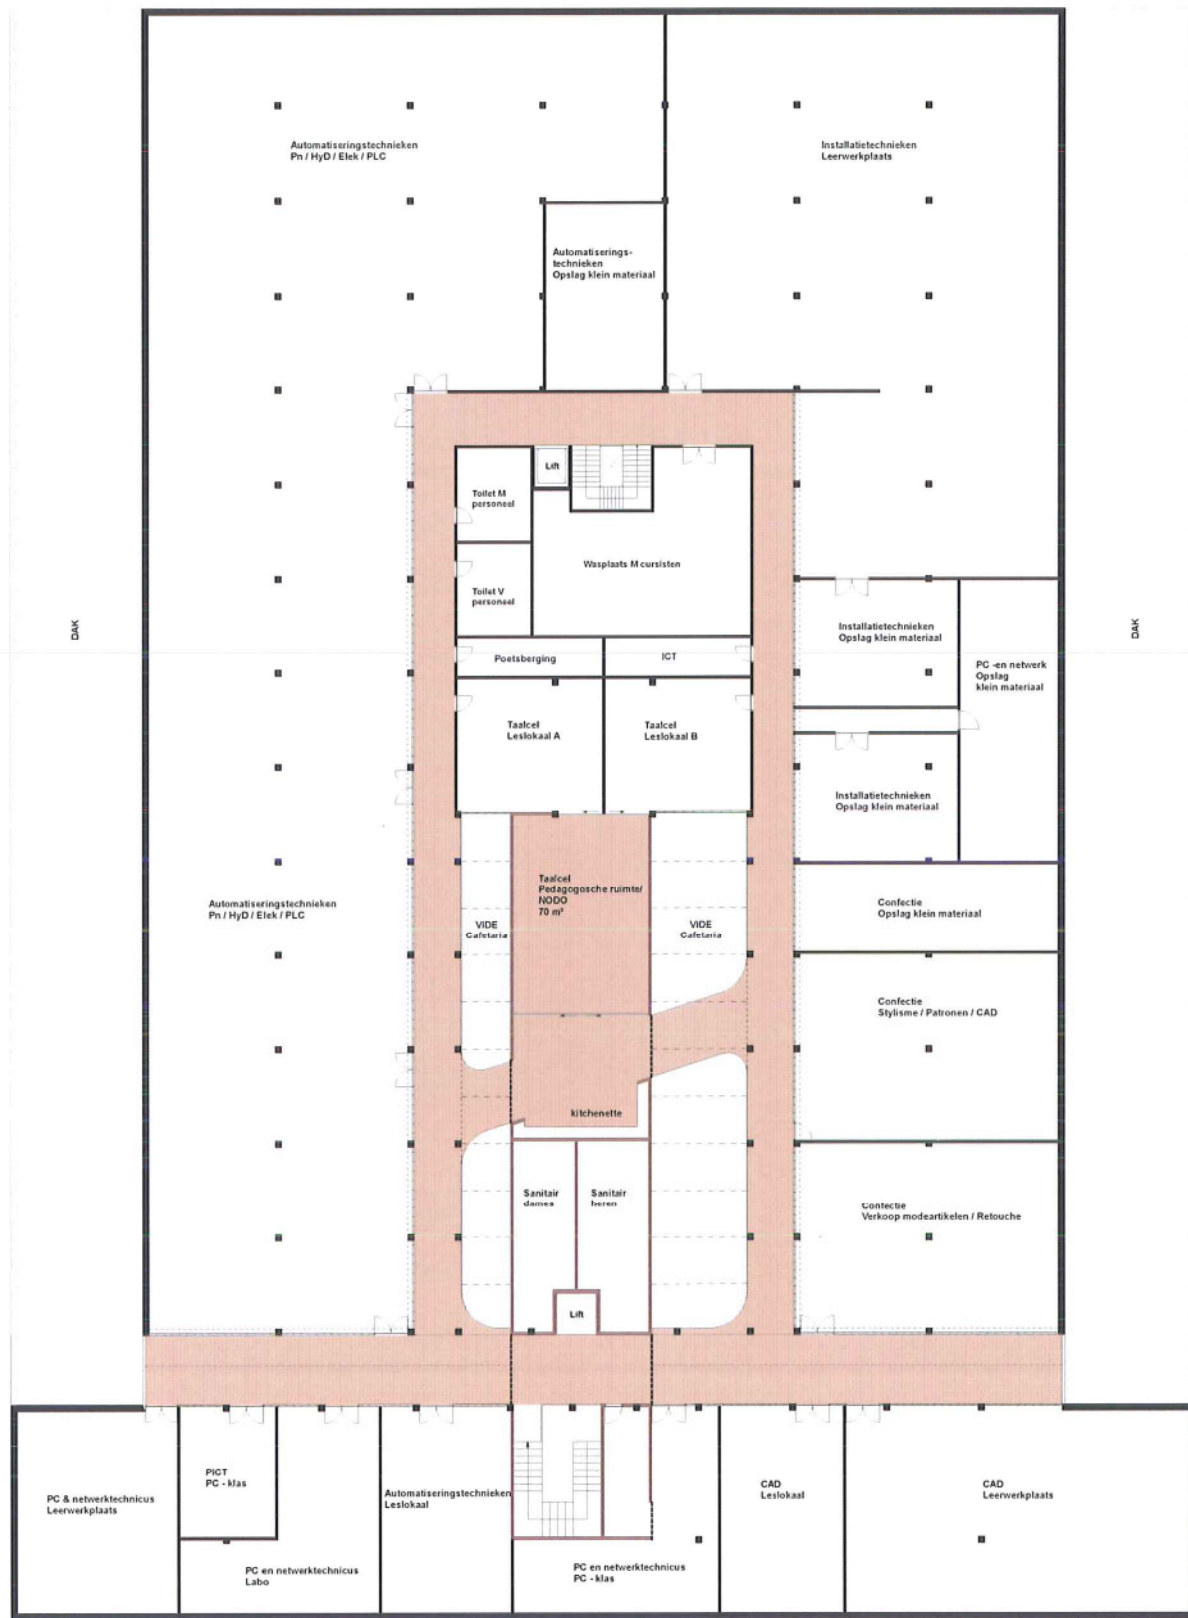 Automatiseringstechnieken
Pn / HyD / Elek / PLC
Installatietechnieken
Leerwerkplaats
Automatiserings-
technieken
Opslag klein materiaal
Lift
Toilet M
personeel
Wasplaats M cursisten
Toilet V
personeel
DAK
DAK
Installatietechnieken
Opslag klein materiaal
Poetsberging
ICT
PC -en netwerk
Opslag
klein materiaal
Taalcel
Leslokaal A
Taalcel
Leslokaal B
Installatietechnieken
Opslag klein materiaal
Taalcel
Pedagogosche ruimte/
NODO
70 m²
Automatiseringstechnieken
Pn / HyD / Elek / PLC
VIDE
Cafetaria
VIDE
Cafetaria
Confectie
Opslag klein materiaal
Confectie
Stylisme / Patronen / CAD
kitchenette
Sanitair
dames
Sanitair
heren
Confectie
Verkoop modeartikelen / Retouche
Lift
PC & netwerktechnicus
Leerwerkplaats
PICT
PC - klas
Automatiseringstechnieken
Leslokaal
CAD
Leslokaal
CAD
Leerwerkplaats
PC en netwerktechnicus
Labo
PC en netwerktechnicus
PC - klas